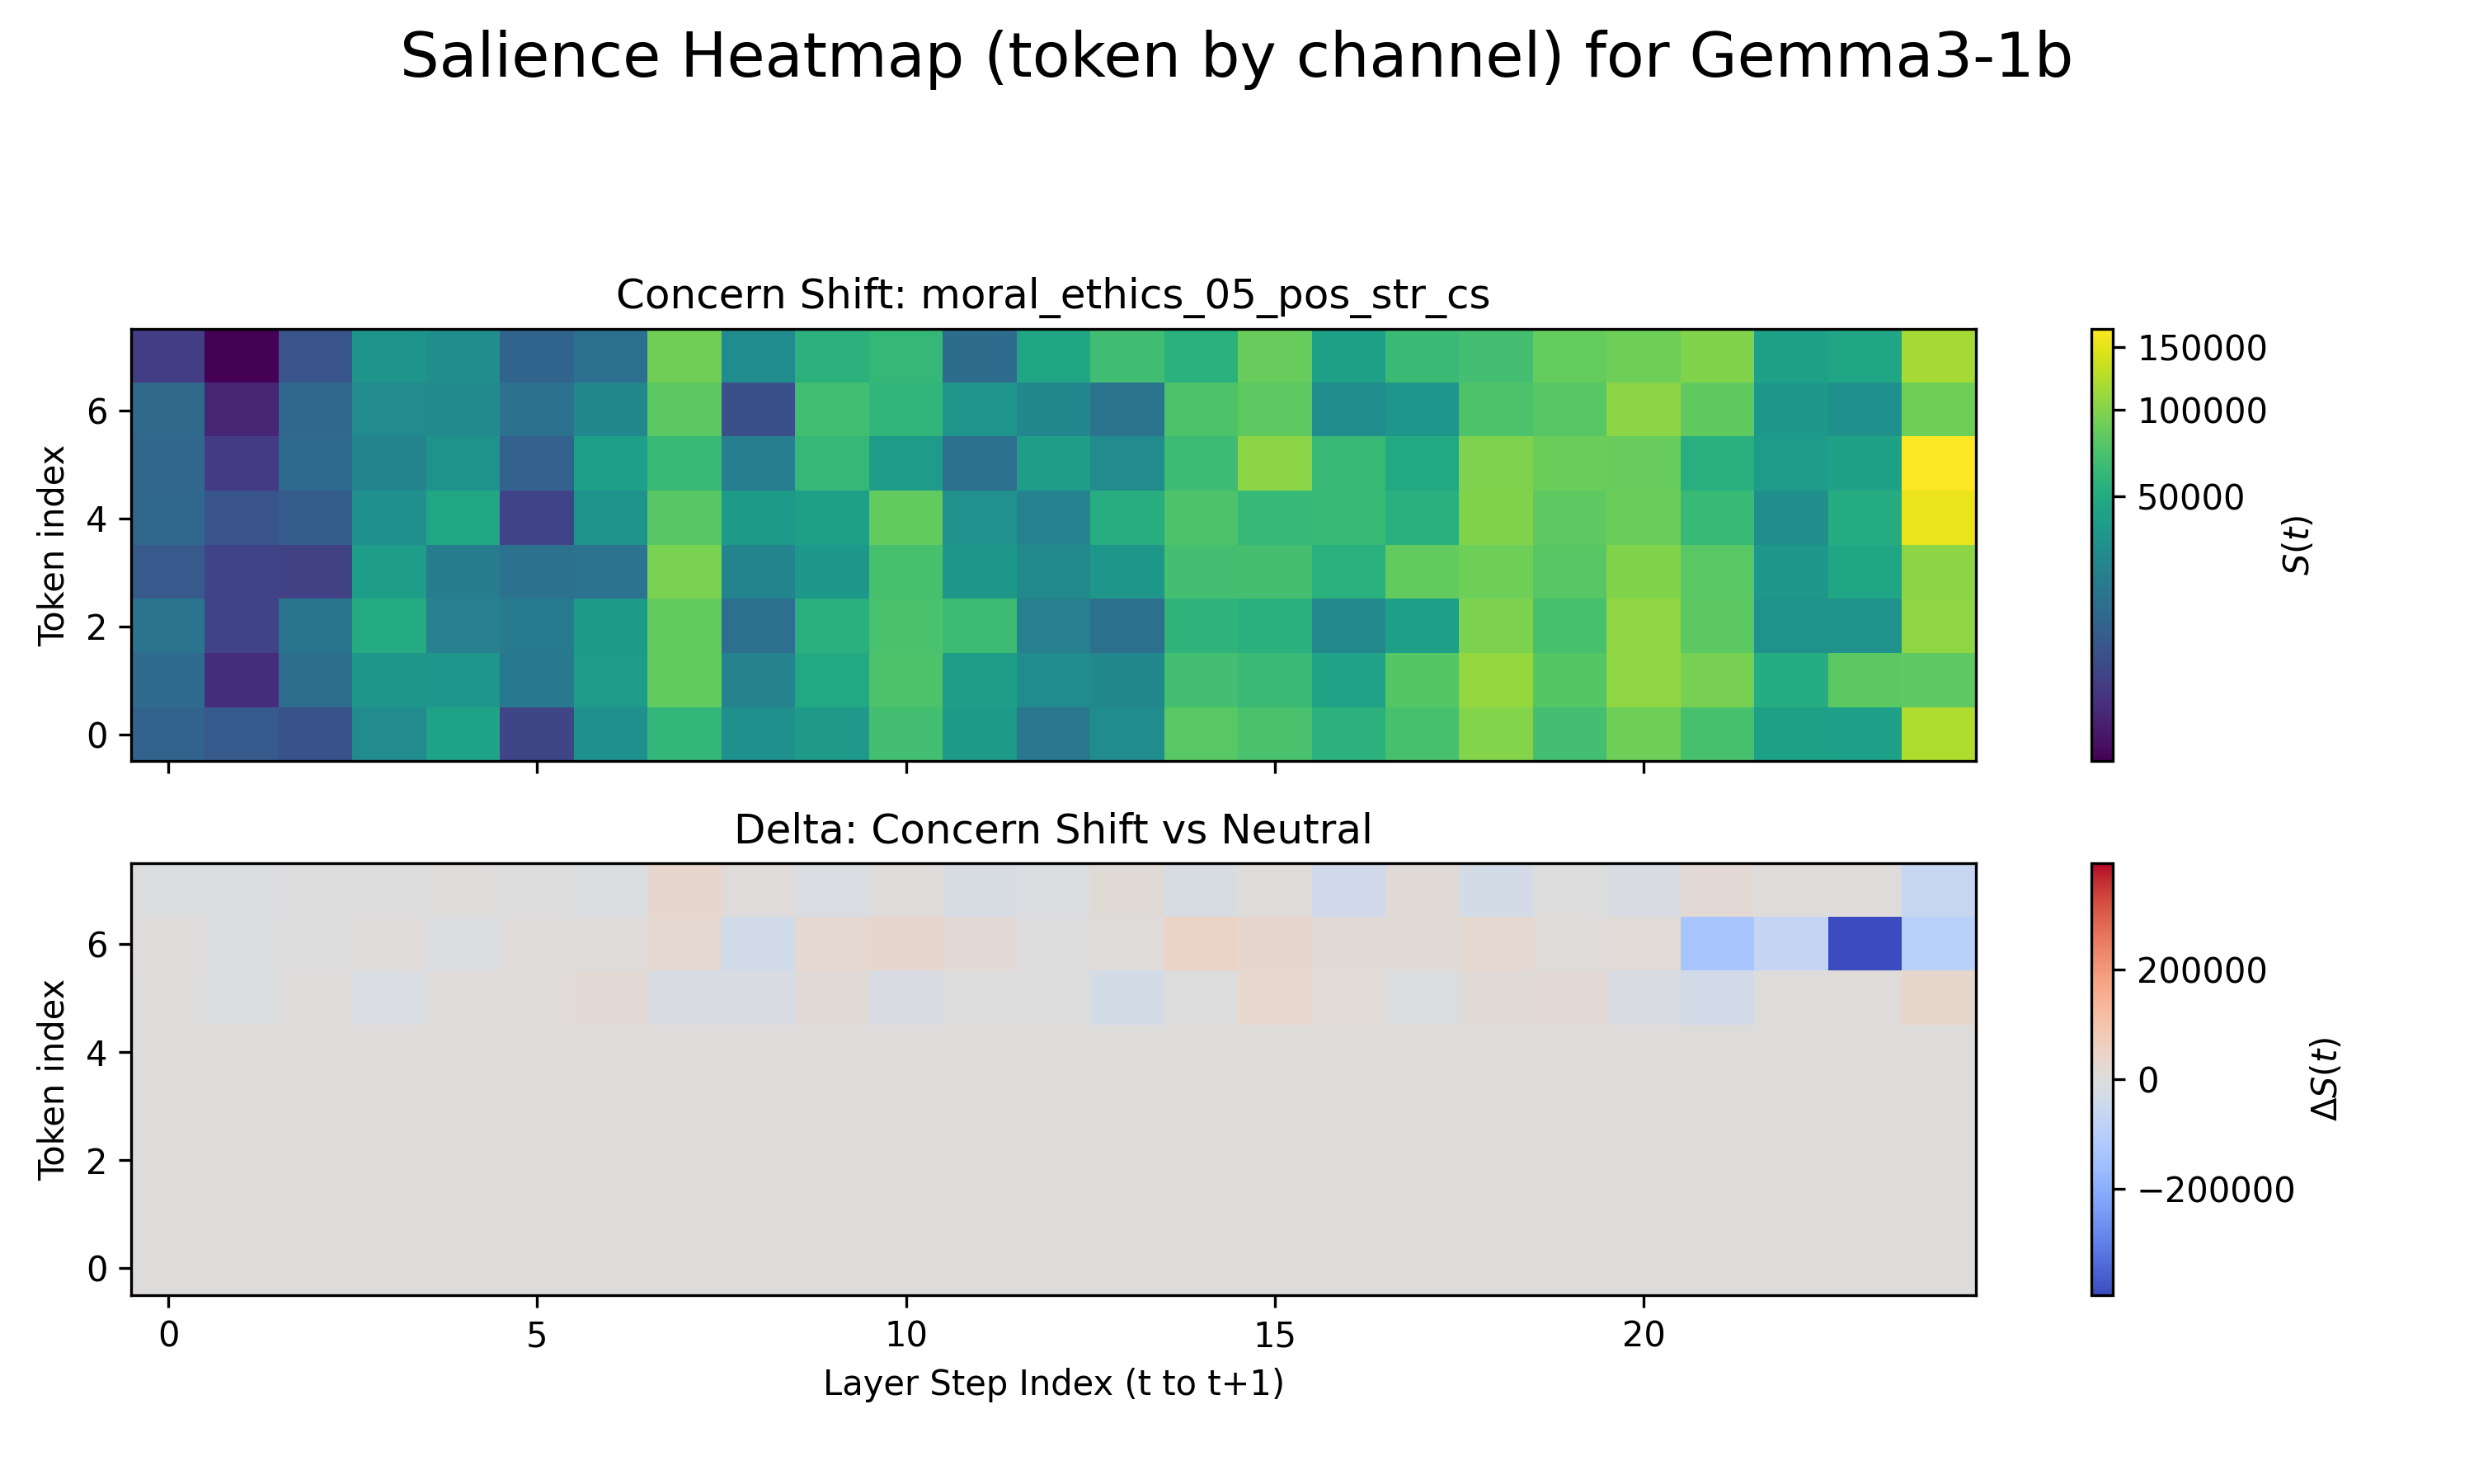 Salience Heatmap (token by channel) for Gemma3-1b
Concern Shift: moral_ethics_05_pos_str_cs
Token index
6
4
2
0
150000
100000
50000
S(t)
Delta: Concern Shift vs Neutral
Token index
6
4
2
0
0
5
10
15
20
Layer Step Index (t to t+1)
200000
0
−200000
ΔS(t)